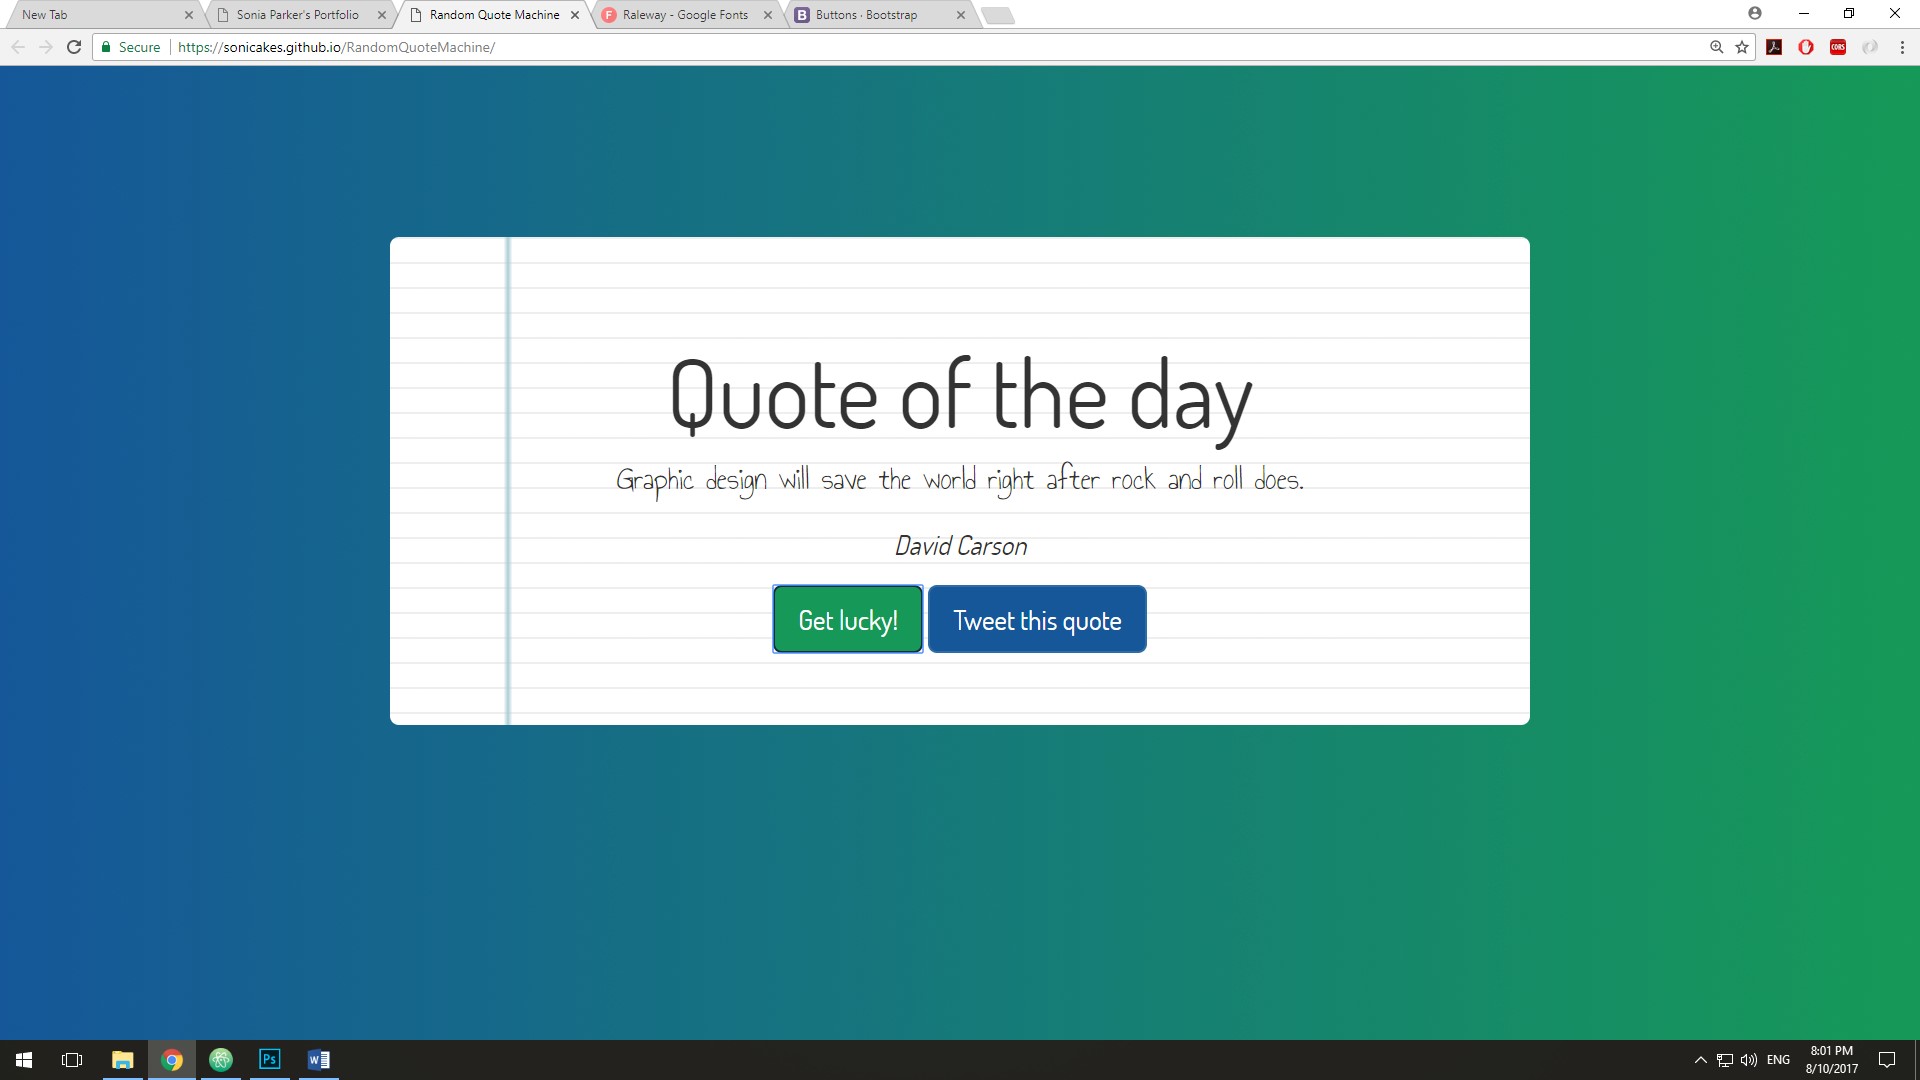 New Tab
Sonia Parker's Portfolio
Random Quote Machine
F
Raleway - Google Fonts
B
Buttons · Bootstrap
Secure
https://sonicakes.github.io/RandomQuoteMachine/
CORS
Quote of the day
Graphic design will save the world right after rock and roll does.
David Carson
Get lucky!
Tweet this quote
Ps
W
ENG
8:01 PM
8/10/2017